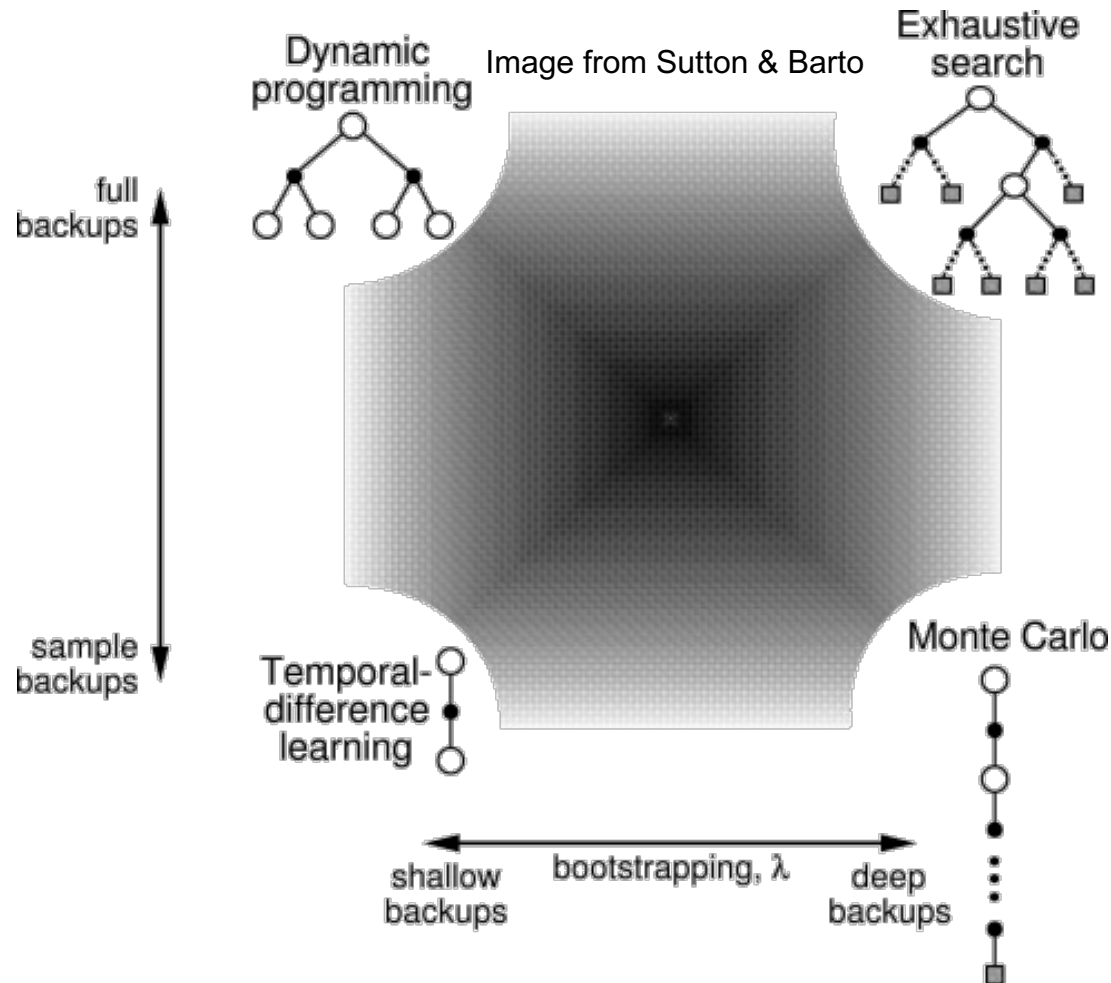 Dynamic
programming
Image from Sutton & Barto
Exhaustive
search
full
backups
sample
backups
Temporal-
difference
learning
Monte Carlo
bootstrapping, λ
shallow
backups
deep
backups